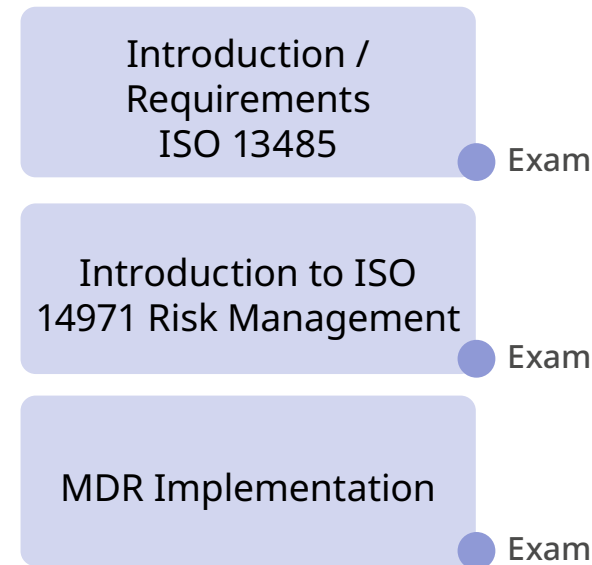 Introduction /
Requirements
ISO 13485
Exam
Introduction to ISO
14971 Risk Management
Exam
MDR Implementation
Exam